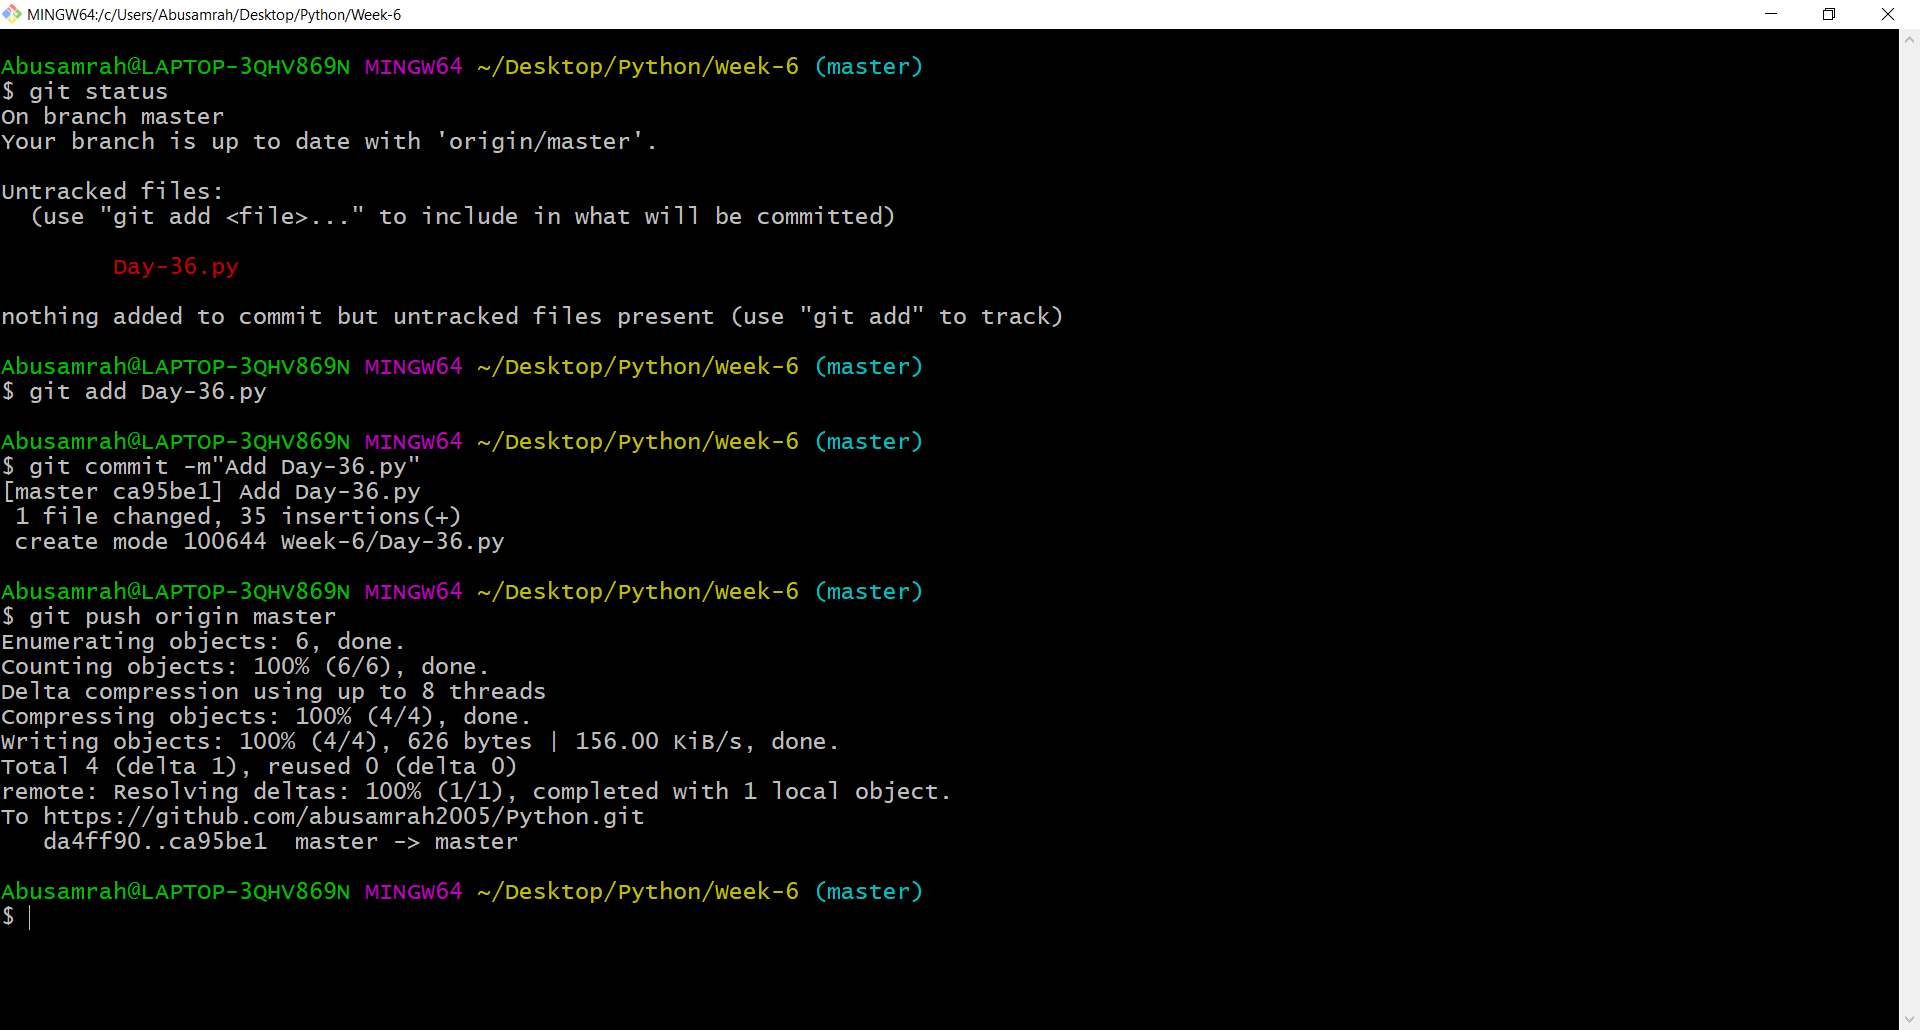 MINGW64:/c/Users/Abusamrah/Desktop/Python/Week-6
Abusamrah@LAPTOP-3QHV869N MINGW64 ~/Desktop/Python/Week-6 (master)
$ git status
On branch master
Your branch is up to date with 'origin/master'.
Untracked files:
  (use "git add <file>..." to include in what will be committed)
        Day-36.py
nothing added to commit but untracked files present (use "git add" to track)
Abusamrah@LAPTOP-3QHV869N MINGW64 ~/Desktop/Python/Week-6 (master)
$ git add Day-36.py
Abusamrah@LAPTOP-3QHV869N MINGW64 ~/Desktop/Python/Week-6 (master)
$ git commit -m"Add Day-36.py"
[master ca95be1] Add Day-36.py
 1 file changed, 35 insertions(+)
 create mode 100644 Week-6/Day-36.py
Abusamrah@LAPTOP-3QHV869N MINGW64 ~/Desktop/Python/Week-6 (master)
$ git push origin master
Enumerating objects: 6, done.
Counting objects: 100% (6/6), done.
Delta compression using up to 8 threads
Compressing objects: 100% (4/4), done.
Writing objects: 100% (4/4), 626 bytes | 156.00 KiB/s, done.
Total 4 (delta 1), reused 0 (delta 0)
remote: Resolving deltas: 100% (1/1), completed with 1 local object.
To https://github.com/abusamrah2005/Python.git
   da4ff90..ca95be1  master -> master
Abusamrah@LAPTOP-3QHV869N MINGW64 ~/Desktop/Python/Week-6 (master)
$